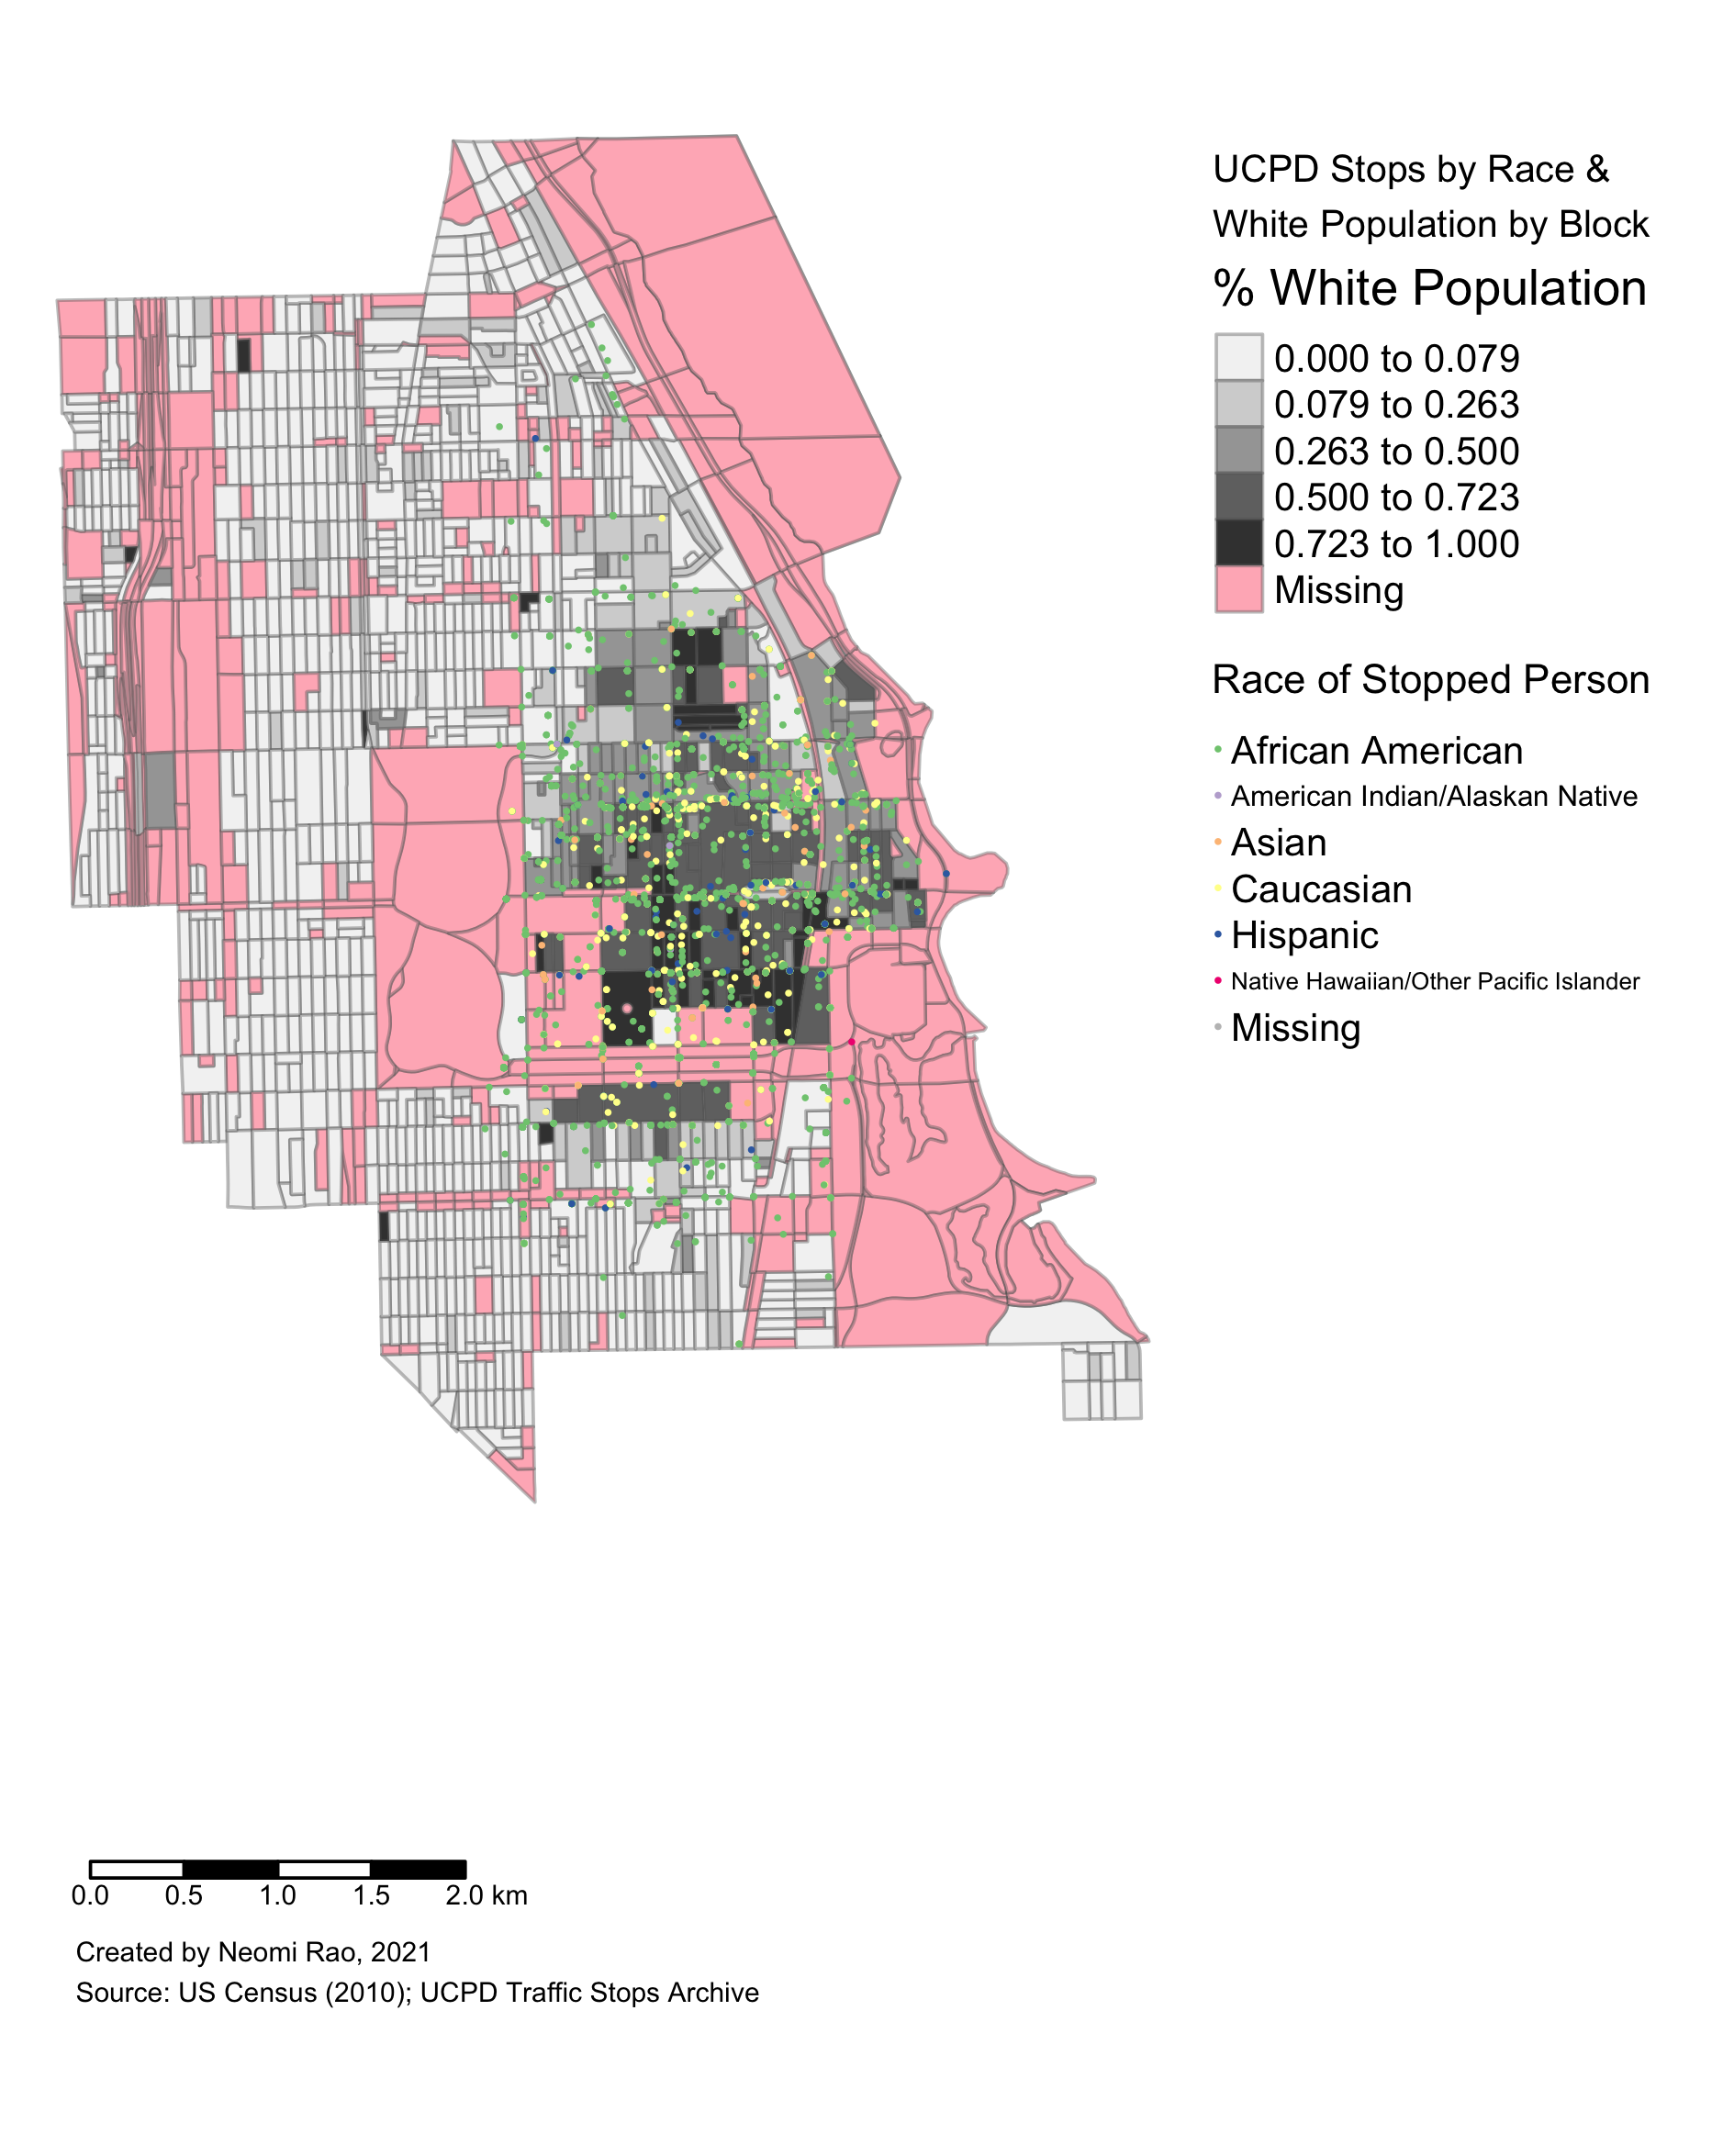 UCPD Stops by Race &
White Population by Block
% White Population
0.000 to 0.079
0.079 to 0.263
0.263 to 0.500
0.500 to 0.723
0.723 to 1.000
Missing
Race of Stopped Person
African American
American Indian/Alaskan Native
Asian
Caucasian
Hispanic
Native Hawaiian/Other Pacific Islander
Missing
0.0 0.5 1.0 1.5 2.0 km
Created by Neomi Rao, 2021
Source: US Census (2010); UCPD Traffic Stops Archive